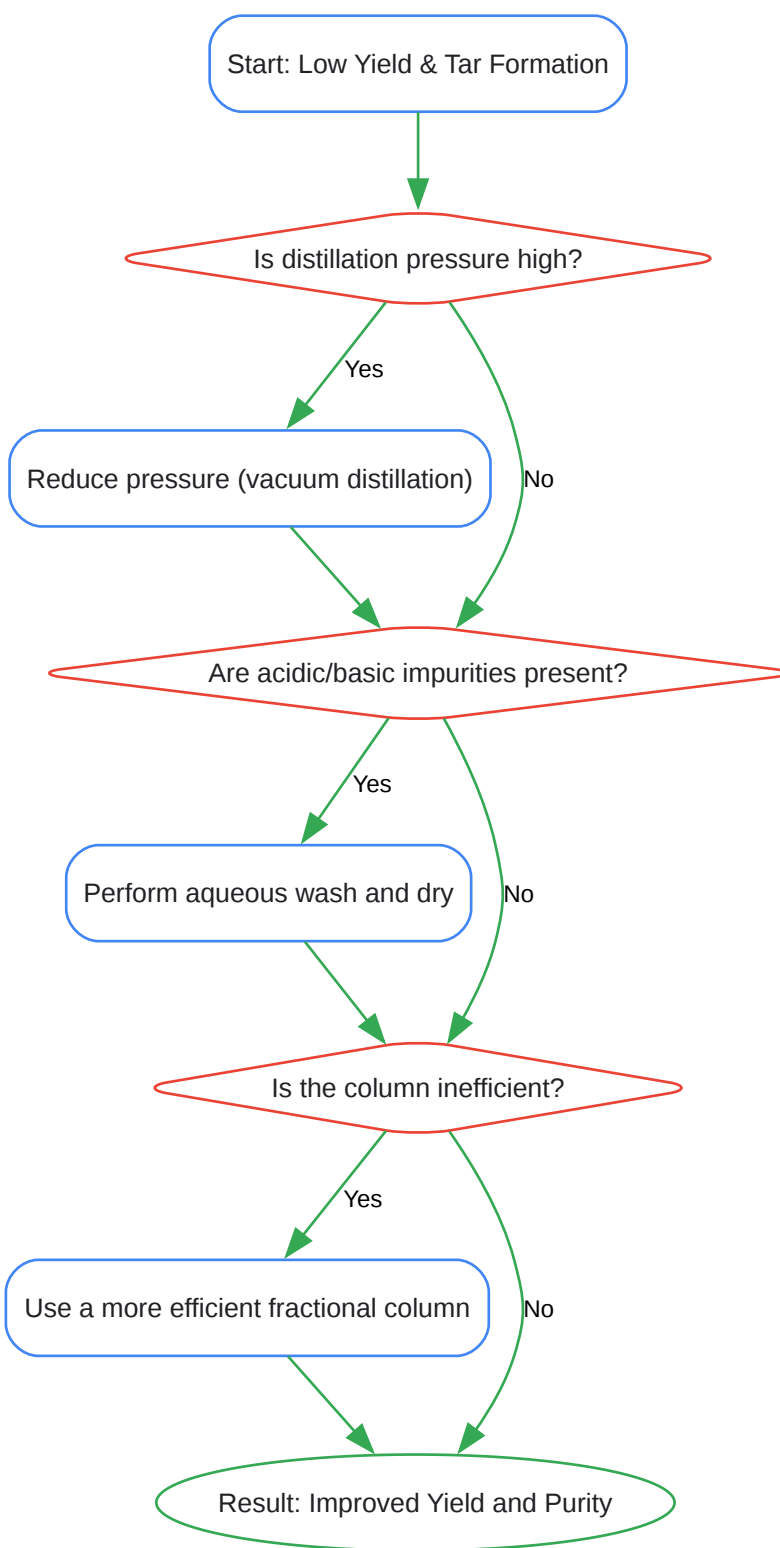 Start: Low Yield & Tar Formation
Is distillation pressure high?
Yes
Reduce pressure (vacuum distillation)
No
Are acidic/basic impurities present?
Yes
Perform aqueous wash and dry
No
Is the column inefficient?
Yes
Use a more efficient fractional column
No
Result: Improved Yield and Purity